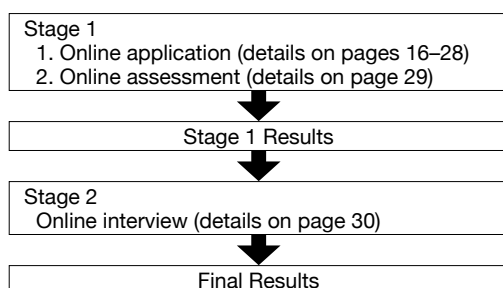 Stage 1
1. Online application (details on pages 16–28)
2. Online assessment (details on page 29)
Stage 1 Results
Stage 2
Online interview (details on page 30)
Final Results